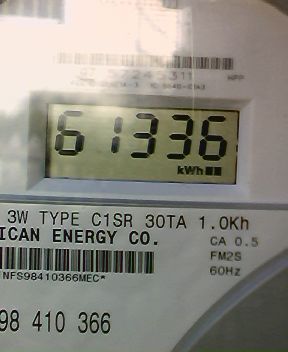 61336
kWh
3W TYPE C1SR 30TA 1.0Kh
ICAN ENERGY CO.
CA 0.5
FM2S
NFS98410366MEC*
60Hz
98 410 366